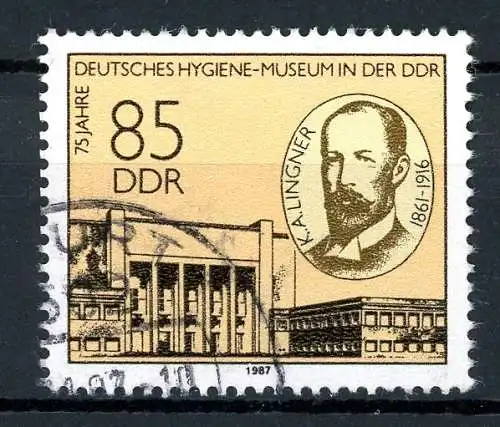 DEUTSCHES HYGIENE-MUSEUM IN DER DDR
75 JAHRE
85
DDR
K.A. LINGNER
1861-1916
1987